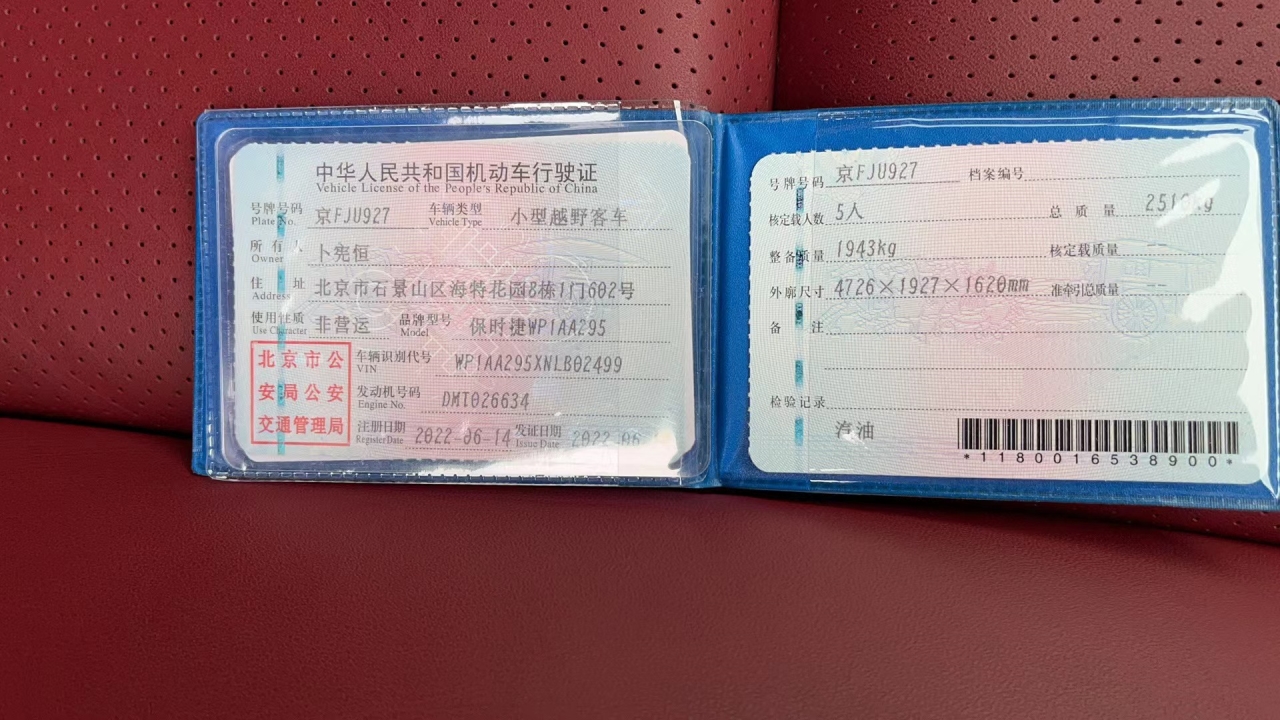 中华人民共和国机动车行驶证
Vehicle License of the People's Republic of China
号牌号码 京FJU927 车辆类型 小型越野客车
Plate No. Vehicle Type
所有人 卜宪恒
Owner
住址 北京市石景山区海特花园8栋1门602号
Address
使用性质 非营运 品牌型号 保时捷WP1AA295
Use Character Model
车辆识别代号 WP1AA295XNLB02499
VIN
发动机号码 DMT026634
Engine No.
注册日期 2022-06-14 发证日期 2022-06
Register Date Issue Date
北京市公
安局公安
交通管理局
号牌号码 京FJU927 档案编号
核定载人数 5人 总质量
整备质量 1943kg 核定载质量 --
外廓尺寸 4726×1927×1620mm 准牵引总质量 --
备注
检验记录
汽油
*1180016538900*